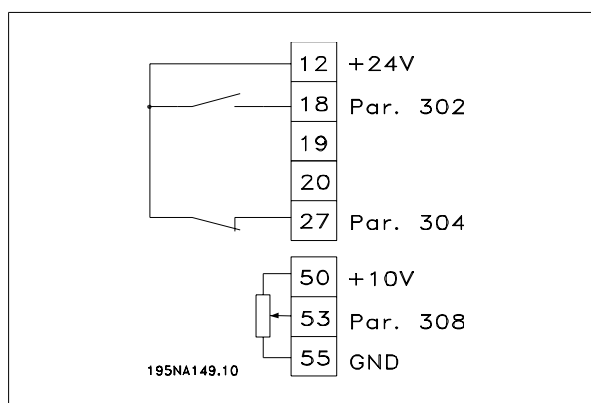 12 +24V
18 Par. 302
19
20
27 Par. 304
50 +10V
53 Par. 308
55 GND
195NA149.10